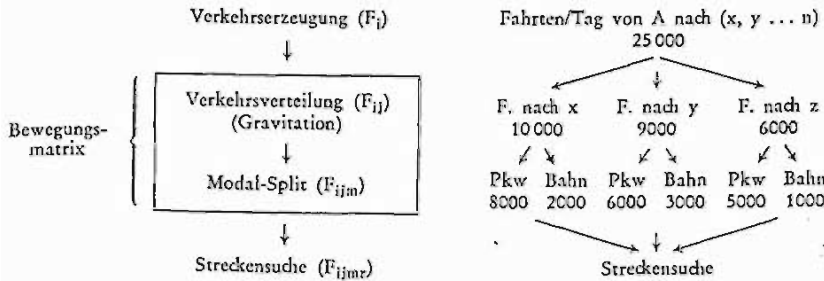 Verkehrserzeugung (Fi)
Bewegungs-
matrix
Verkehrsverteilung (Fij)
(Gravitation)
Modal-Split (Fijm)
Streckensuche (Fijmr)
Fahrten/Tag von A nach (x, y ... n)
25 000
F. nach x F. nach y F. nach z
10 000 9000 6000
Pkw Bahn Pkw Bahn Pkw Bahn
8000 2000 6000 3000 5000 1000
Streckensuche